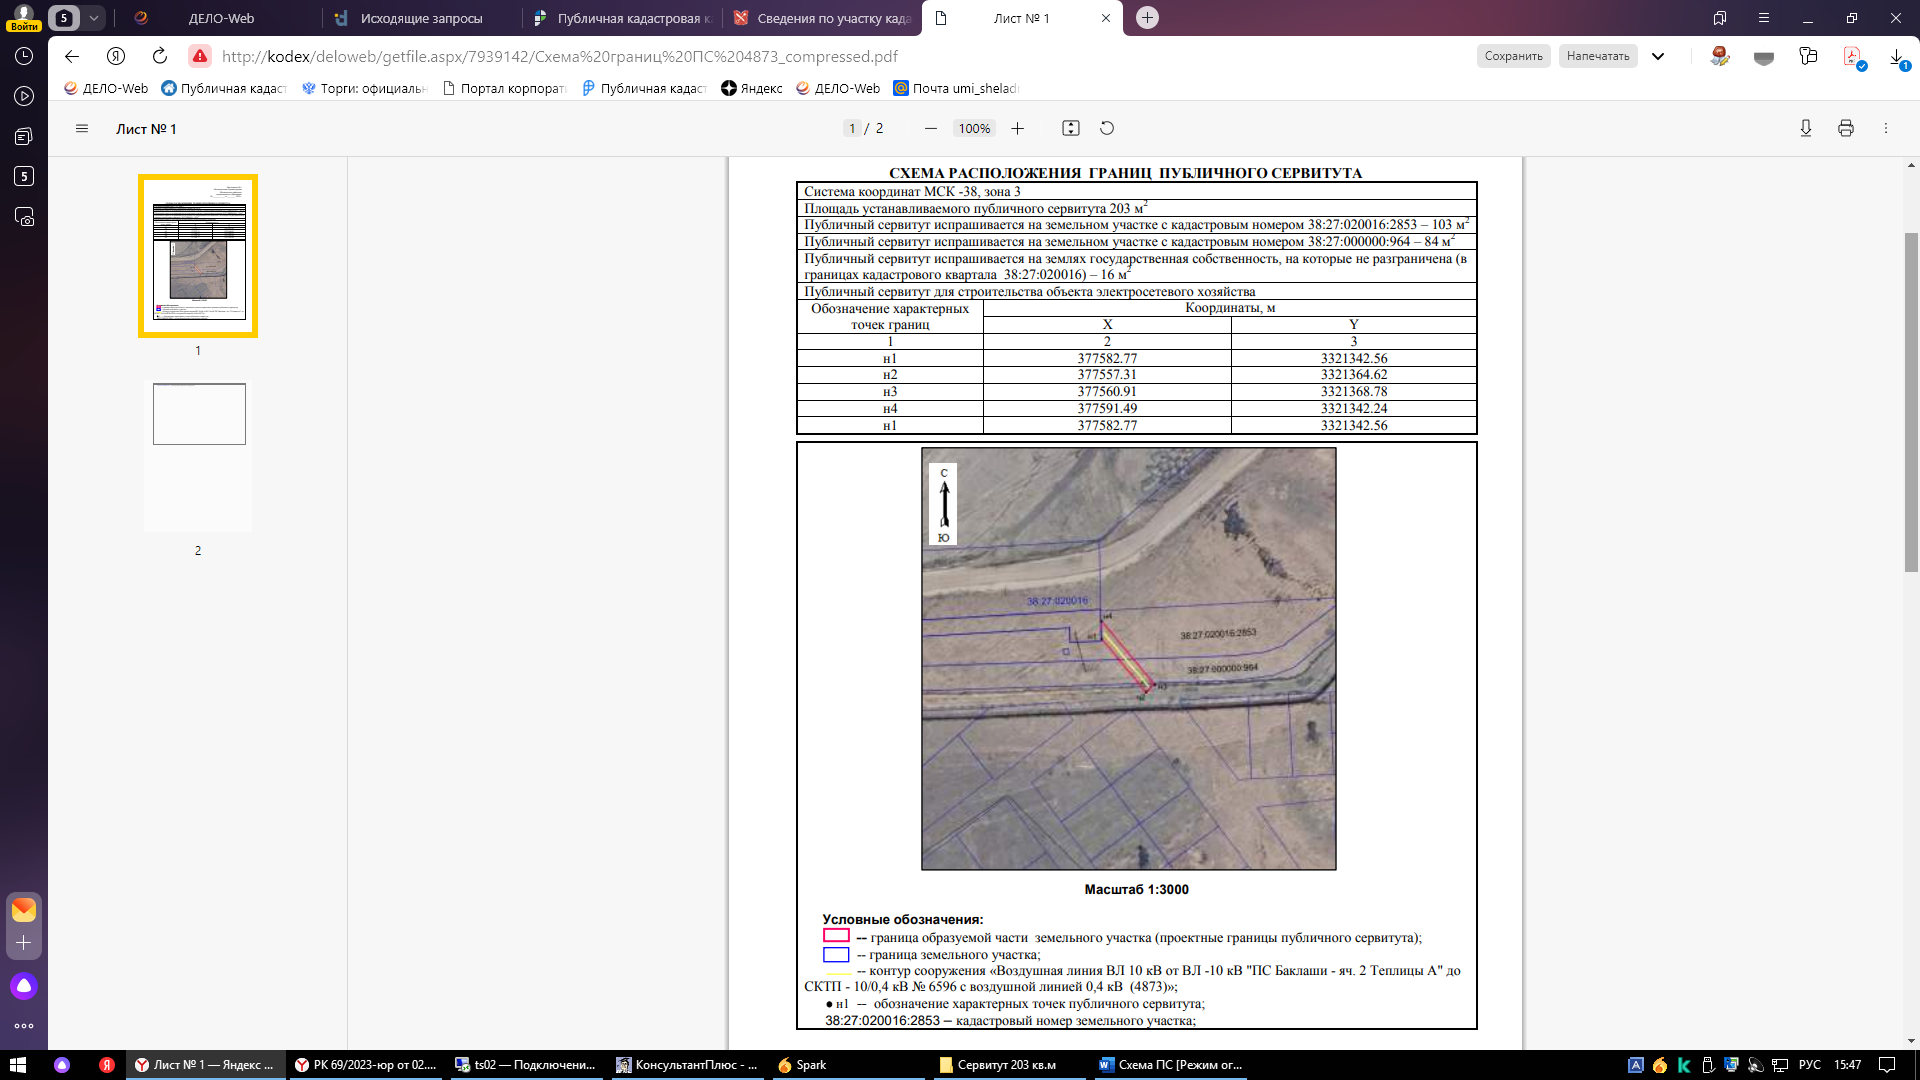 Войти
5
ДЕЛО-Web
Исходящие запросы
Публичная кадастровая к
Сведения по участку када
Лист № 1
http://kodex/deloweb/getfile.aspx/7939142/Схема%20границ%20ПС%204873_compressed.pdf
Сохранить
Напечатать
ДЕЛО-Web
Публичная кадаст
Торги: официальн
Портал корпорати
Публичная кадаст
Яндекс
ДЕЛО-Web
Почта umi_shelad
Лист № 1
1 / 2
100%
5
1
2
СХЕМА РАСПОЛОЖЕНИЯ ГРАНИЦ ПУБЛИЧНОГО СЕРВИТУТА
Система координат МСК -38, зона 3
Площадь устанавливаемого публичного сервитута 203 м²
Публичный сервитут испрашивается на земельном участке с кадастровым номером 38:27:020016:2853 – 103 м²
Публичный сервитут испрашивается на земельном участке с кадастровым номером 38:27:000000:964 – 84 м²
Публичный сервитут испрашивается на землях государственная собственность, на которые не разграничена (в
границах кадастрового квартала 38:27:020016) – 16 м²
Публичный сервитут для строительства объекта электросетевого хозяйства
Обозначение характерных точек границ
Координаты, м
X Y
1 2 3
н1 377582.77 3321342.56
н2 377557.31 3321364.62
н3 377560.91 3321368.78
н4 377591.49 3321342.24
н1 377582.77 3321342.56
С
Ю
38:27:020016
н4
н1
38:27:020016:2853
38:27:000000:964
н3
н2
Масштаб 1:3000
Условные обозначения:
-- граница образуемой части земельного участка (проектные границы публичного сервитута);
-- граница земельного участка;
-- контур сооружения «Воздушная линия ВЛ 10 кВ от ВЛ -10 кВ "ПС Баклаши - яч. 2 Теплицы А" до
СКТП - 10/0,4 кВ № 6596 с воздушной линией 0,4 кВ (4873)»;
● н1 -- обозначение характерных точек публичного сервитута;
38:27:020016:2853 – кадастровый номер земельного участка;
Лист № 1 — Яндекс ...
РК 69/2023-юр от 02....
ts02 — Подключени...
КонсультантПлюс - ...
Spark
Сервитут 203 кв.м
Схема ПС [Режим ог...
РУС
15:47